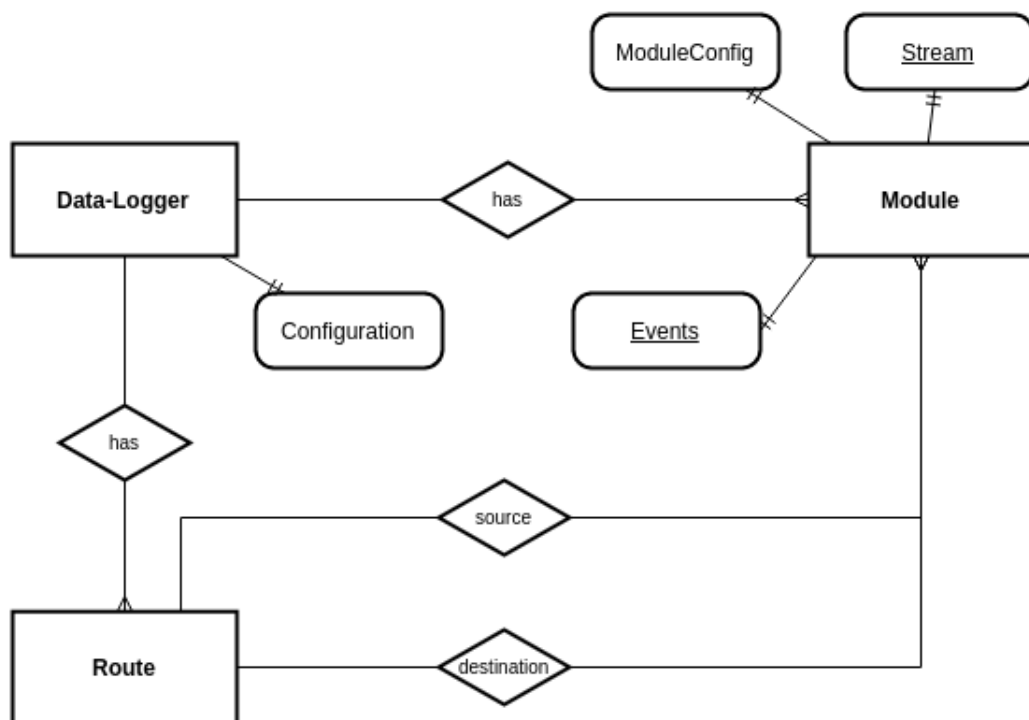 ModuleConfig
Stream
Data-Logger
has
Module
Configuration
Events
has
source
Route
destination